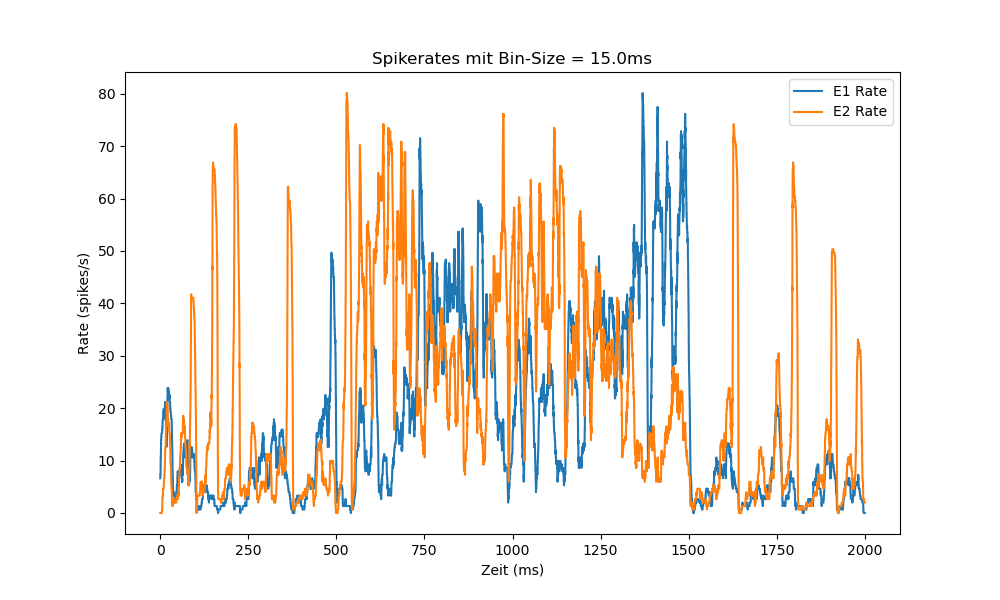 Spikerates mit Bin-Size = 15.0ms
E1 Rate
E2 Rate
80
70
60
50
40
30
20
10
0
Rate (spikes/s)
0 250 500 750 1000 1250 1500 1750 2000
Zeit (ms)